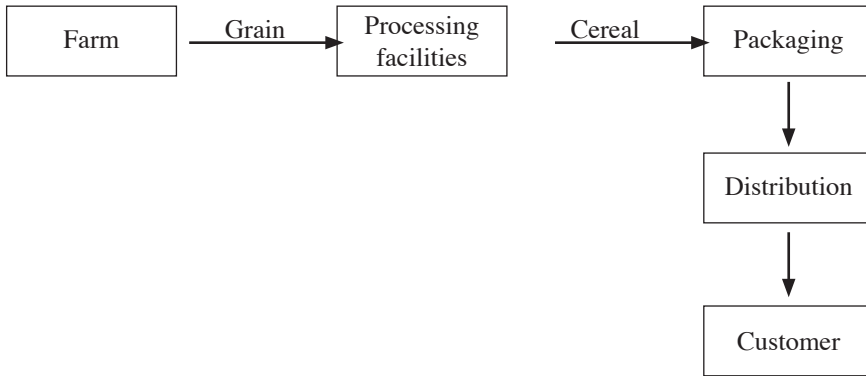 Farm
Grain
Processing
facilities
Cereal
Packaging
Distribution
Customer